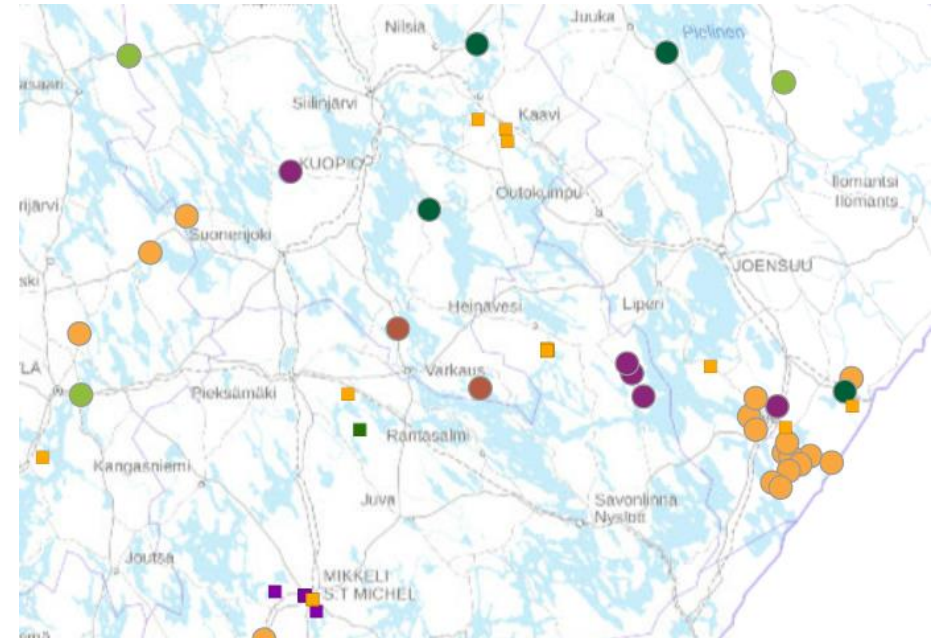 Nilsiä
Juuka
Pielinen
Siilinjärvi
Kaavi
KUOPIO
Outokumpu
Ilomantsi
Ilomants
Suonenjoki
JOENSUU
Heinävesi
Liperi
Varkaus
Pieksämäki
Rantasalmi
Kangasniemi
Juva
Savonlinna
Nyslott
Joutsa
MIKKELI
S:T MICHEL